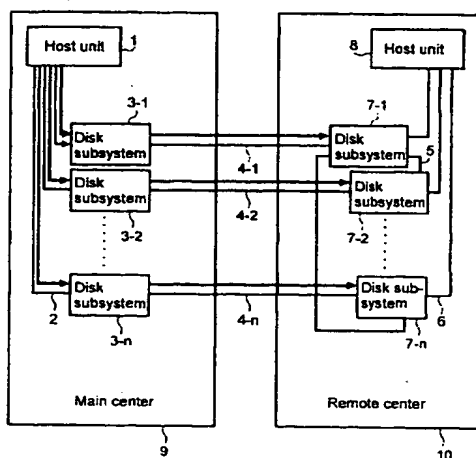 Host unit
1
8
Host unit
3-1
7-1
Disk
subsystem
Disk
subsystem
5
4-1
Disk
subsystem
Disk
subsystem
4-2
3-2
7-2
Disk
subsystem
Disk sub-
system
2
4-n
6
3-n
7-n
Main center
Remote center
9
10